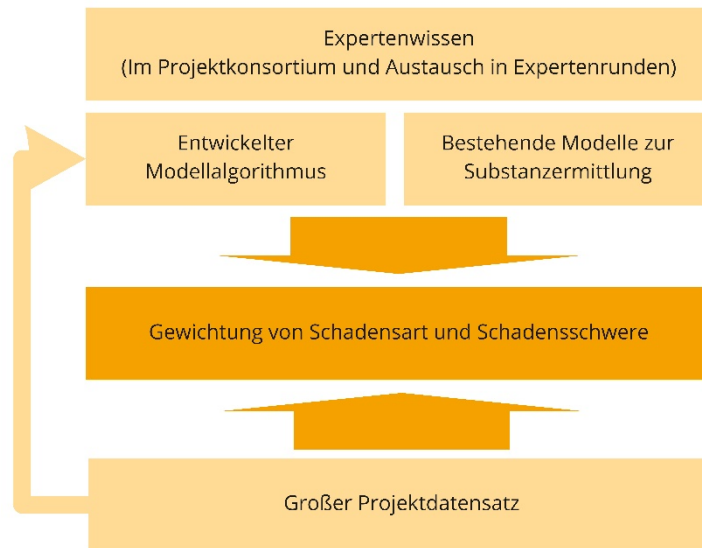 Expertenwissen
(Im Projektkonsortium und Austausch in Expertenrunden)
Entwickelter
Modellalgorithmus
Bestehende Modelle zur
Substanzermittlung
Gewichtung von Schadensart und Schadensschwere
Großer Projektdatensatz